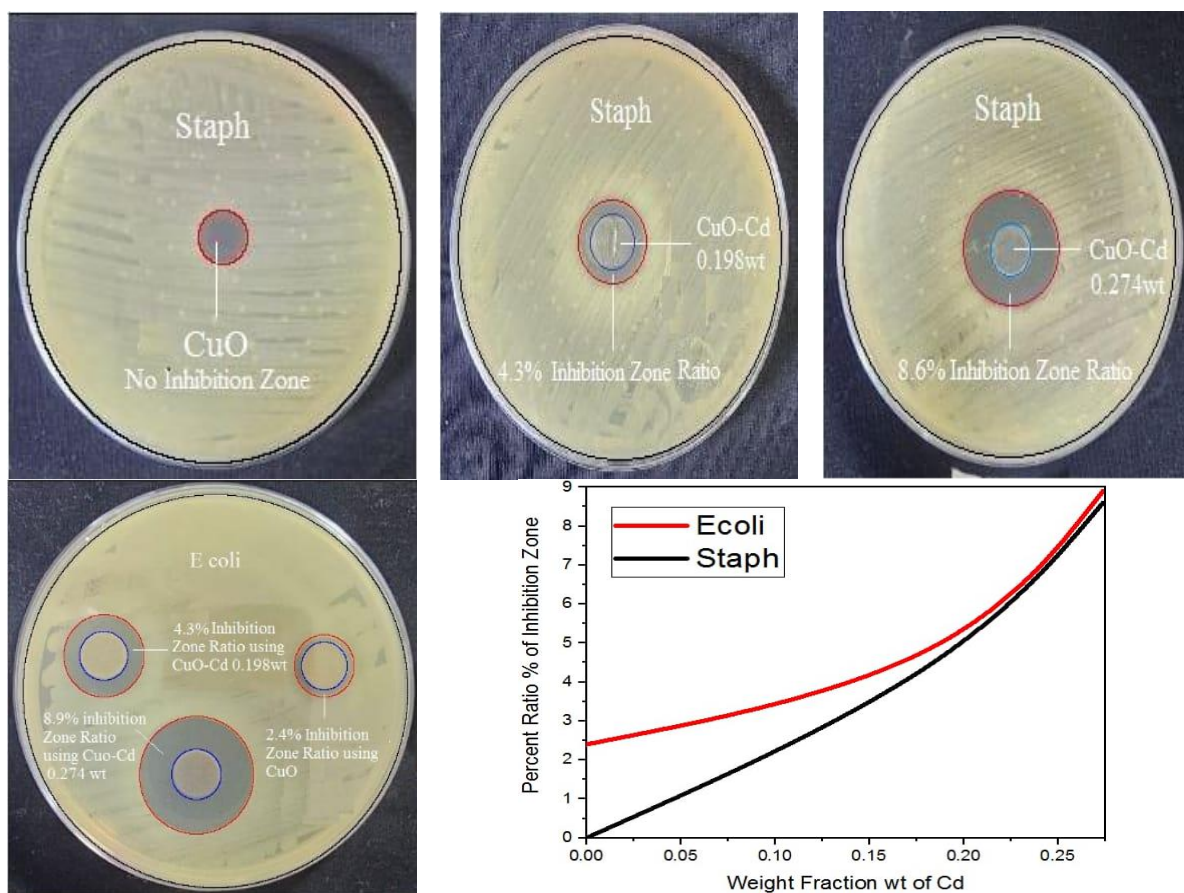 Staph
CuO
No Inhibition Zone
Staph
CuO-Cd
0.198wt
4.3% Inhibition Zone Ratio
Staph
CuO-Cd
0.274wt
8.6% Inhibition Zone Ratio
E coli
4.3% Inhibition
Zone Ratio using
CuO-Cd 0.198wt
8.9% inhibition
Zone Ratio
using Cuo-Cd
0.274 wt
2.4% Inhibition
Zone Ratio using
CuO
Percent Ratio % of Inhibition Zone
9
8
7
6
5
4
3
2
1
0
Ecoli
Staph
0.00 0.05 0.10 0.15 0.20 0.25
Weight Fraction wt of Cd